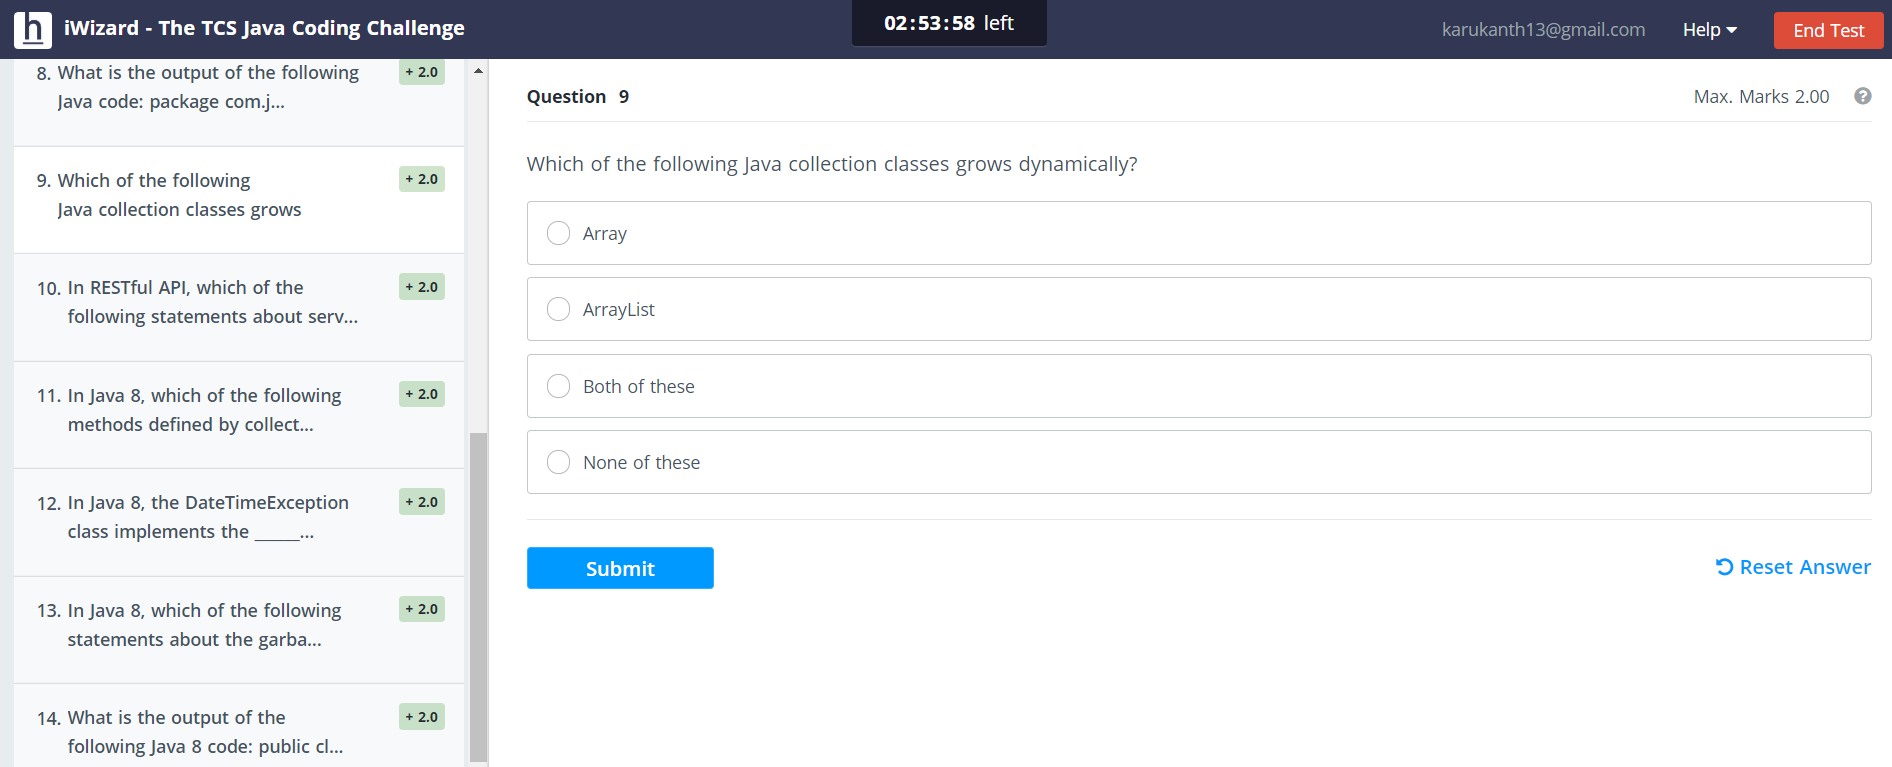 h iWizard - The TCS Java Coding Challenge
02:53:58 left
karukanth13@gmail.com
Help
End Test
8. What is the output of the following
Java code: package com.j...
+ 2.0
9. Which of the following
Java collection classes grows
+ 2.0
10. In RESTful API, which of the
following statements about serv...
+ 2.0
11. In Java 8, which of the following
methods defined by collect...
+ 2.0
12. In Java 8, the DateTimeException
class implements the _____...
+ 2.0
13. In Java 8, which of the following
statements about the garba...
+ 2.0
14. What is the output of the
following Java 8 code: public cl...
+ 2.0
Question 9
Max. Marks 2.00 ?
Which of the following Java collection classes grows dynamically?
Array
ArrayList
Both of these
None of these
Submit
Reset Answer